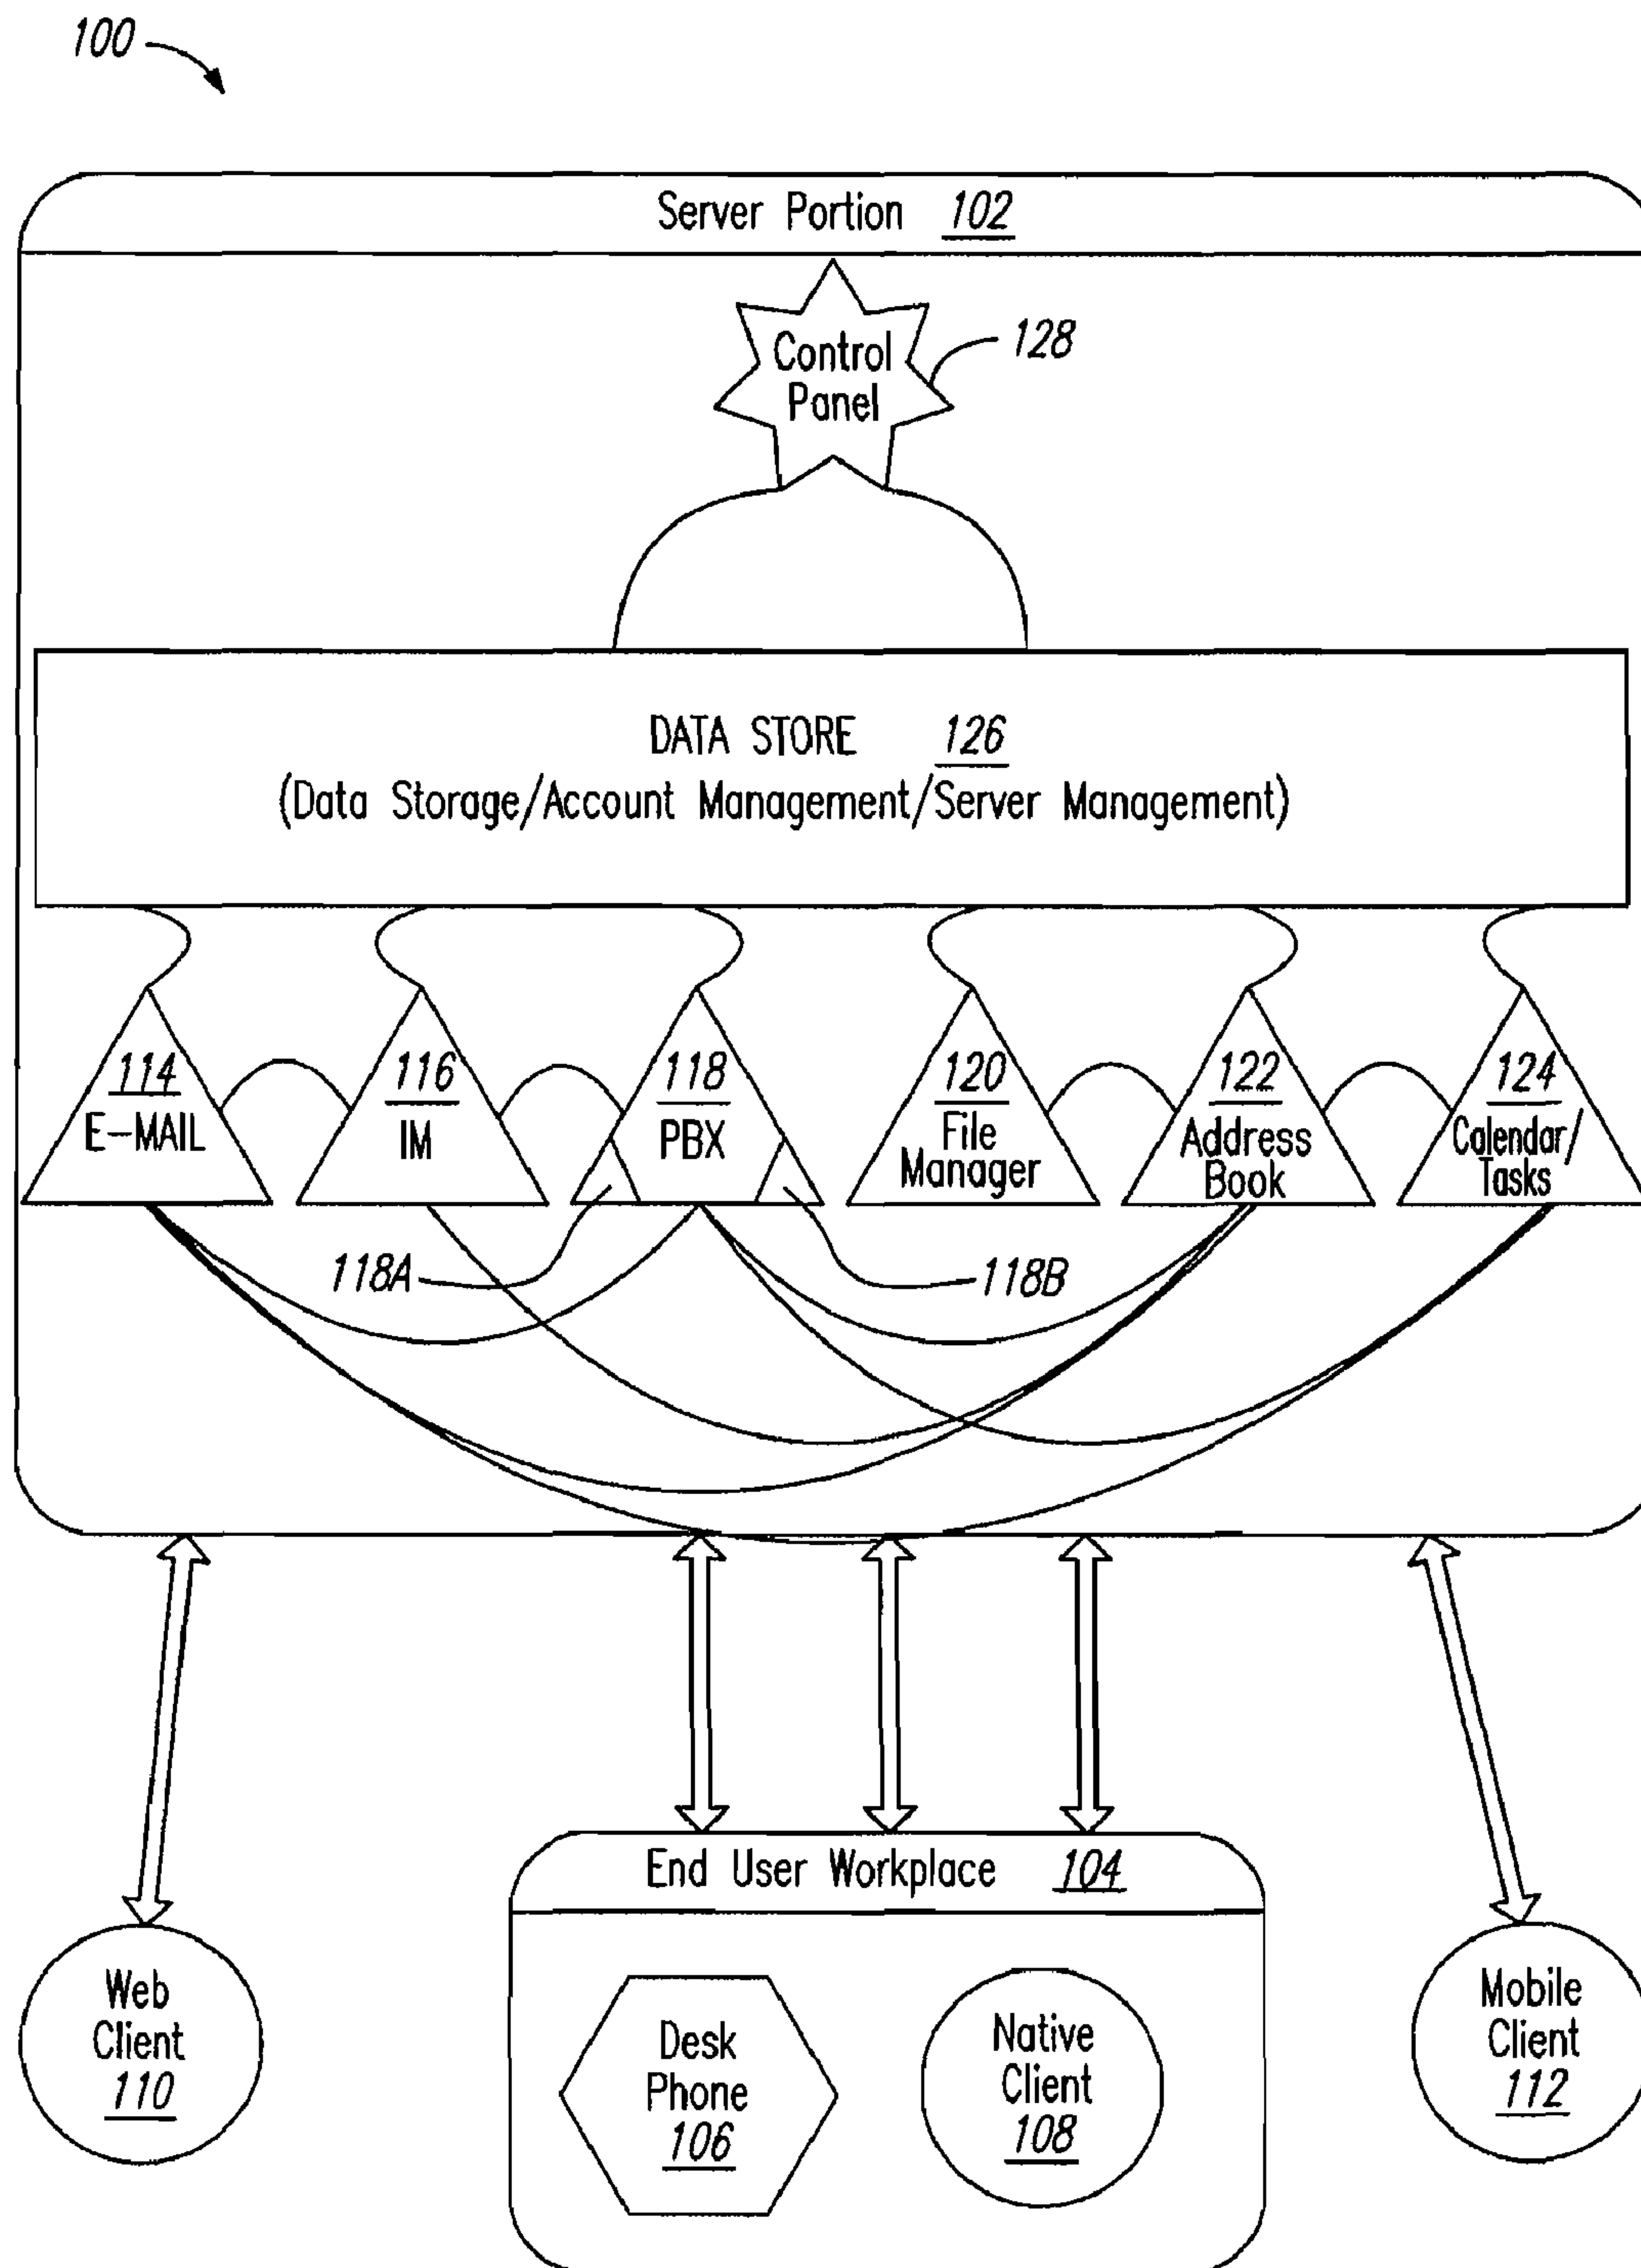 100
Server Portion 102
Control
Panel
128
DATA STORE 126
(Data Storage/Account Management/Server Management)
114
E-MAIL
116
IM
118
PBX
120
File
Manager
122
Address
Book
124
Calendar/
Tasks
118A
118B
End User Workplace 104
Web
Client
110
Desk
Phone
106
Native
Client
108
Mobile
Client
112